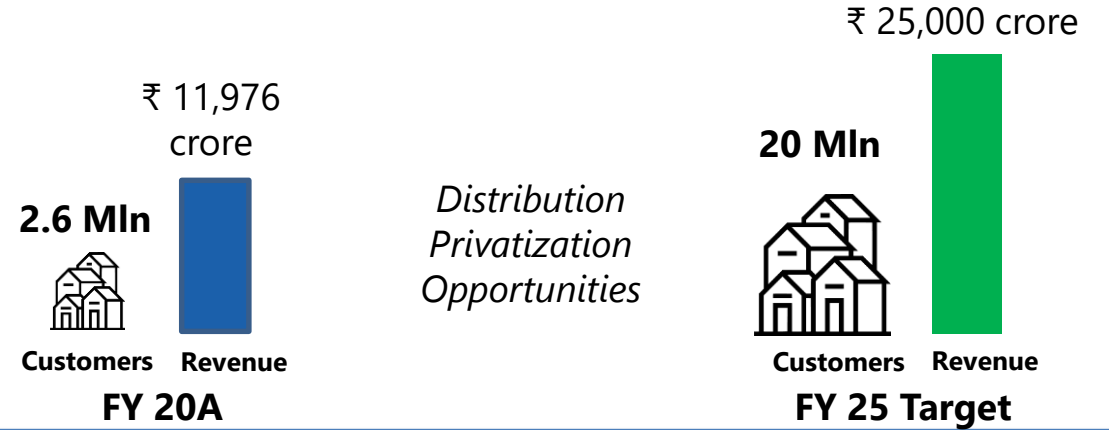 ₹ 11,976
crore
2.6 Mln
Customers Revenue
FY 20A
Distribution
Privatization
Opportunities
₹ 25,000 crore
20 Mln
Customers Revenue
FY 25 Target